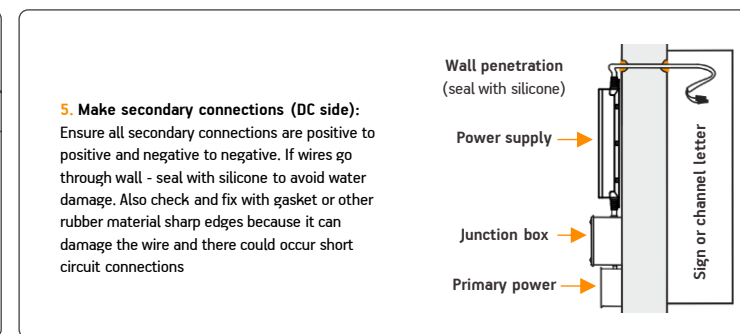 5. Make secondary connections (DC side):
Ensure all secondary connections are positive to
positive and negative to negative. If wires go
through wall - seal with silicone to avoid water
damage. Also check and fix with gasket or other
rubber material sharp edges because it can
damage the wire and there could occur short
circuit connections
Wall penetration
(seal with silicone)
Power supply
Junction box
Primary power
Sign or channel letter